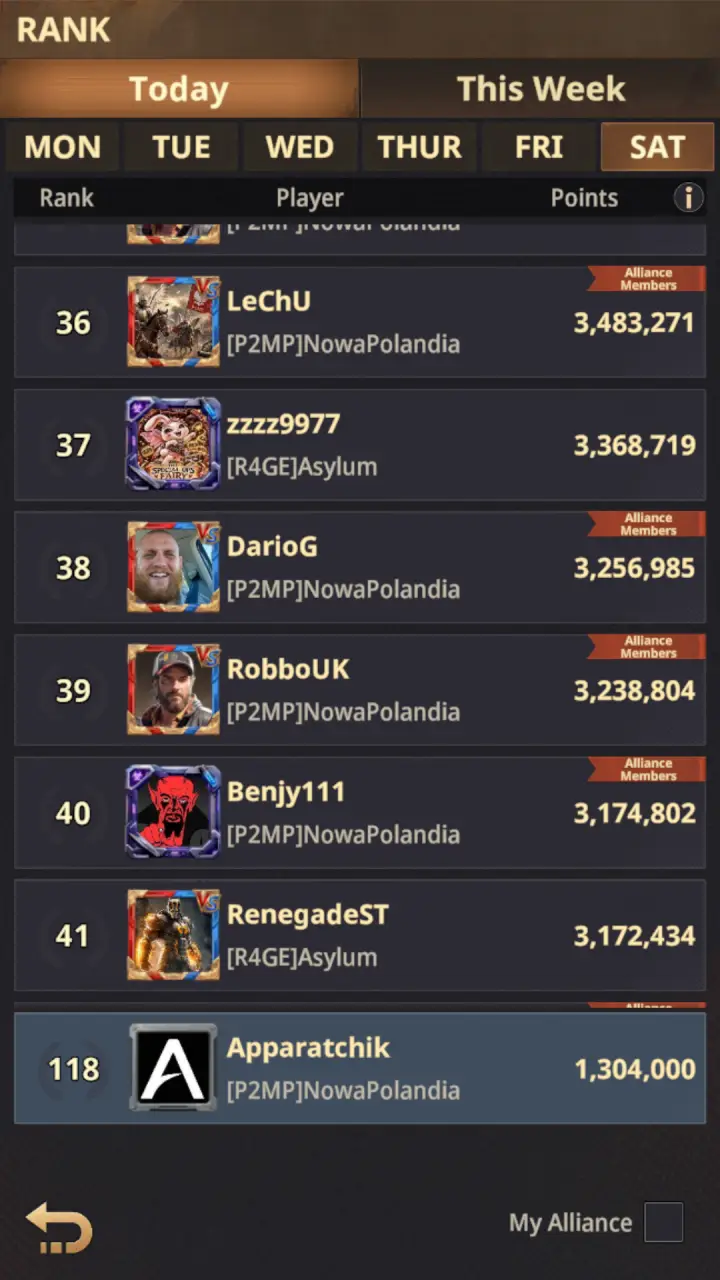 RANK
Today
This Week
MON
TUE
WED
THUR
FRI
SAT
Rank
Player
Points
[P2MP]NowaPolandia
Alliance
Members
36
LeChU
[P2MP]NowaPolandia
3,483,271
37
zzzz9977
[R4GE]Asylum
3,368,719
Alliance
Members
38
DarioG
[P2MP]NowaPolandia
3,256,985
Alliance
Members
39
RobboUK
[P2MP]NowaPolandia
3,238,804
Alliance
Members
40
Benjy111
[P2MP]NowaPolandia
3,174,802
41
RenegadeST
[R4GE]Asylum
3,172,434
Alliance
118
Apparatchik
[P2MP]NowaPolandia
1,304,000
My Alliance